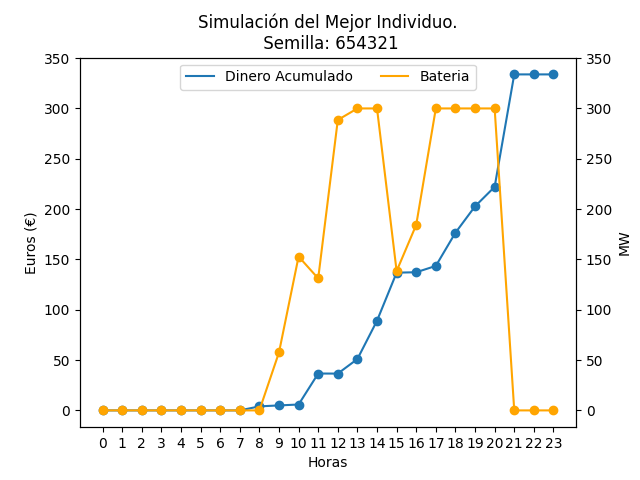 Simulación del Mejor Individuo.
Semilla: 654321
Dinero Acumulado
Bateria
350
300
250
200
150
100
50
0
Euros (€)
350
300
250
200
150
100
50
0
MW
0 1 2 3 4 5 6 7 8 9 10 11 12 13 14 15 16 17 18 19 20 21 22 23
Horas